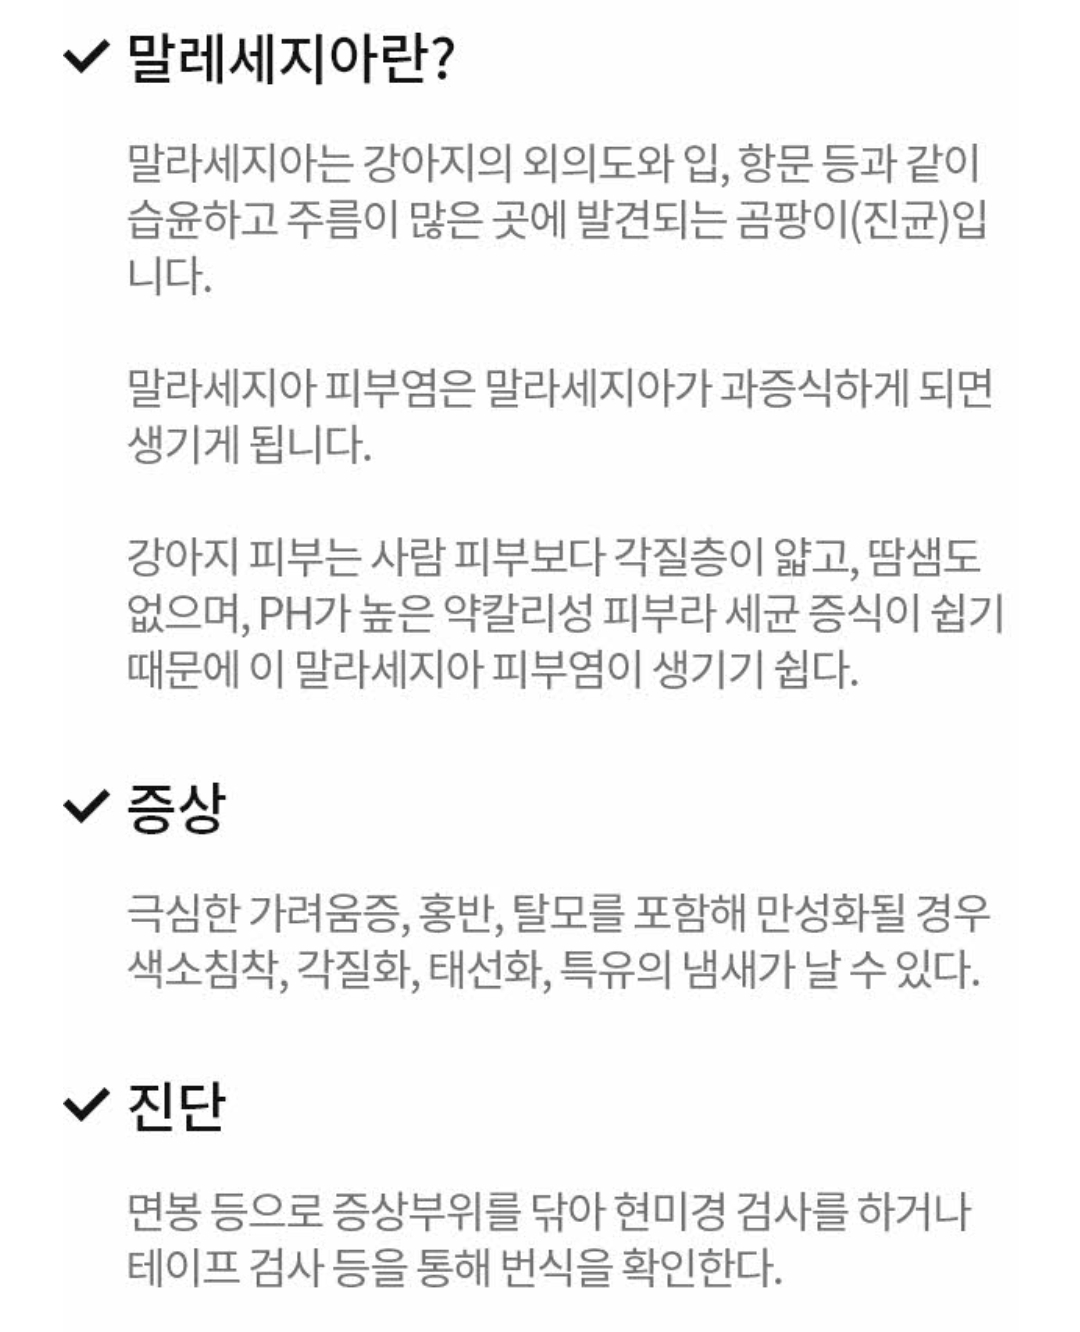 말레세지아란?
말라세지아는 강아지의 외의도와 입, 항문 등과 같이
습윤하고 주름이 많은 곳에 발견되는 곰팡이(진균)입
니다.
말라세지아 피부염은 말라세지아가 과증식하게 되면
생기게 됩니다.
강아지 피부는 사람 피부보다 각질층이 얇고, 땀샘도
없으며, PH가 높은 약칼리성 피부라 세균 증식이 쉽기
때문에 이 말라세지아 피부염이 생기기 쉽다.
증상
극심한 가려움증, 홍반, 탈모를 포함해 만성화될 경우
색소침착, 각질화, 태선화, 특유의 냄새가 날 수 있다.
진단
면봉 등으로 증상부위를 닦아 현미경 검사를 하거나
테이프 검사 등을 통해 번식을 확인한다.